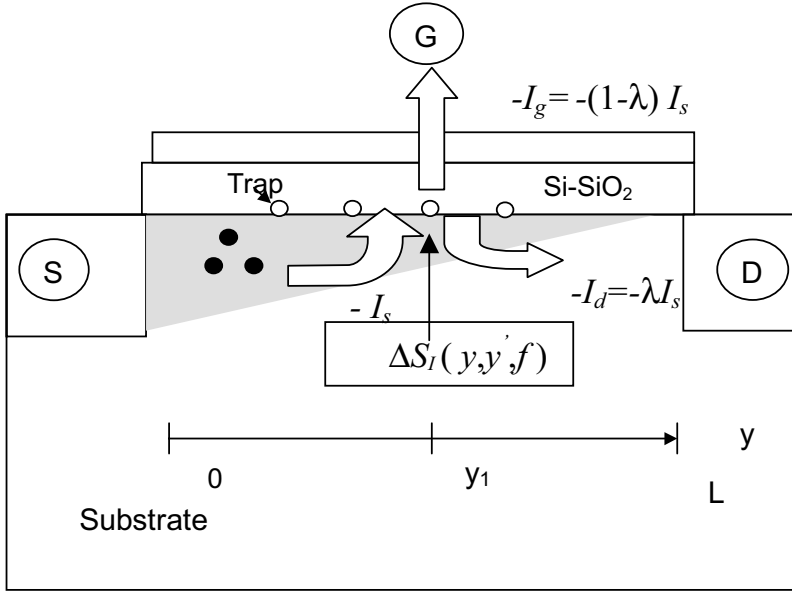 G
-I_g= -(1-λ) I_s
Trap
Si-SiO₂
S
D
- I_s
-I_d=-λI_s
ΔS_I( y,y’,f)
y
0
y₁
L
Substrate